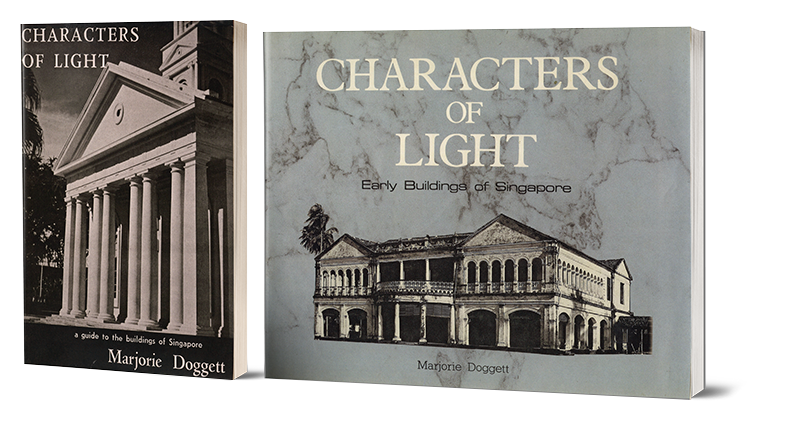 CHARACTERS
OF LIGHT
a guide to the buildings of Singapore
Marjorie Doggett
CHARACTERS
OF
LIGHT
Early Buildings of Singapore
Marjorie Doggett